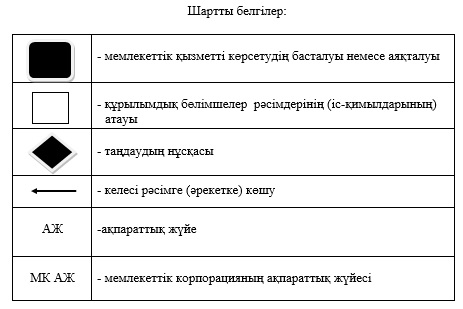 Шартты белгілер:
- мемлекеттік қызметті көрсетудің басталуы немесе аяқталуы
- құрылымдық бөлімшелер рәсімдерінің (іс-қимылдарының)
атауы
- таңдаудың нұсқасы
- келесі рәсімге (әрекетке) көшу
АЖ -ақпараттық жүйе
МК АЖ - мемлекеттік корпорацияның ақпараттық жүйесі